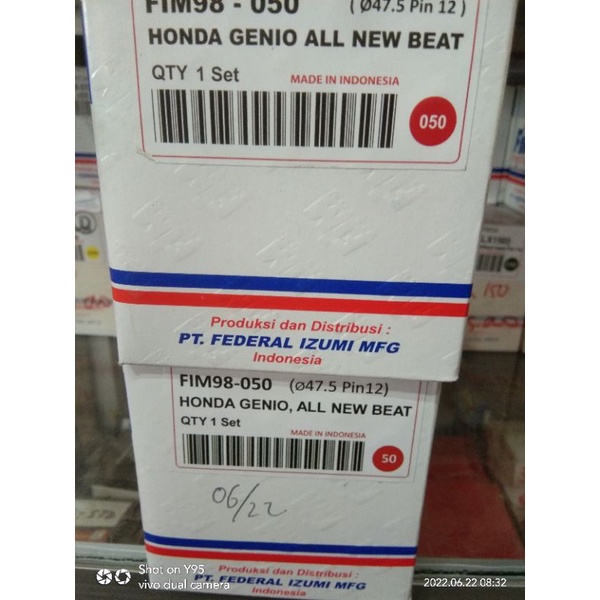 FIM98 - 050 (Ø47.5 Pin 12)
HONDA GENIO ALL NEW BEAT
QTY 1 Set
MADE IN INDONESIA
050
Produksi dan Distribusi :
PT. FEDERAL IZUMI MFG
Indonesia
FIM98-050 (Ø47.5 Pin12)
HONDA GENIO, ALL NEW BEAT
QTY 1 Set
MADE IN INDONESIA
50
06/22
Produksi dan Distribusi :
PT. FEDERAL IZUMI MFG
Indonesia
Shot on Y95
vivo dual camera
2022.06.22 08:32